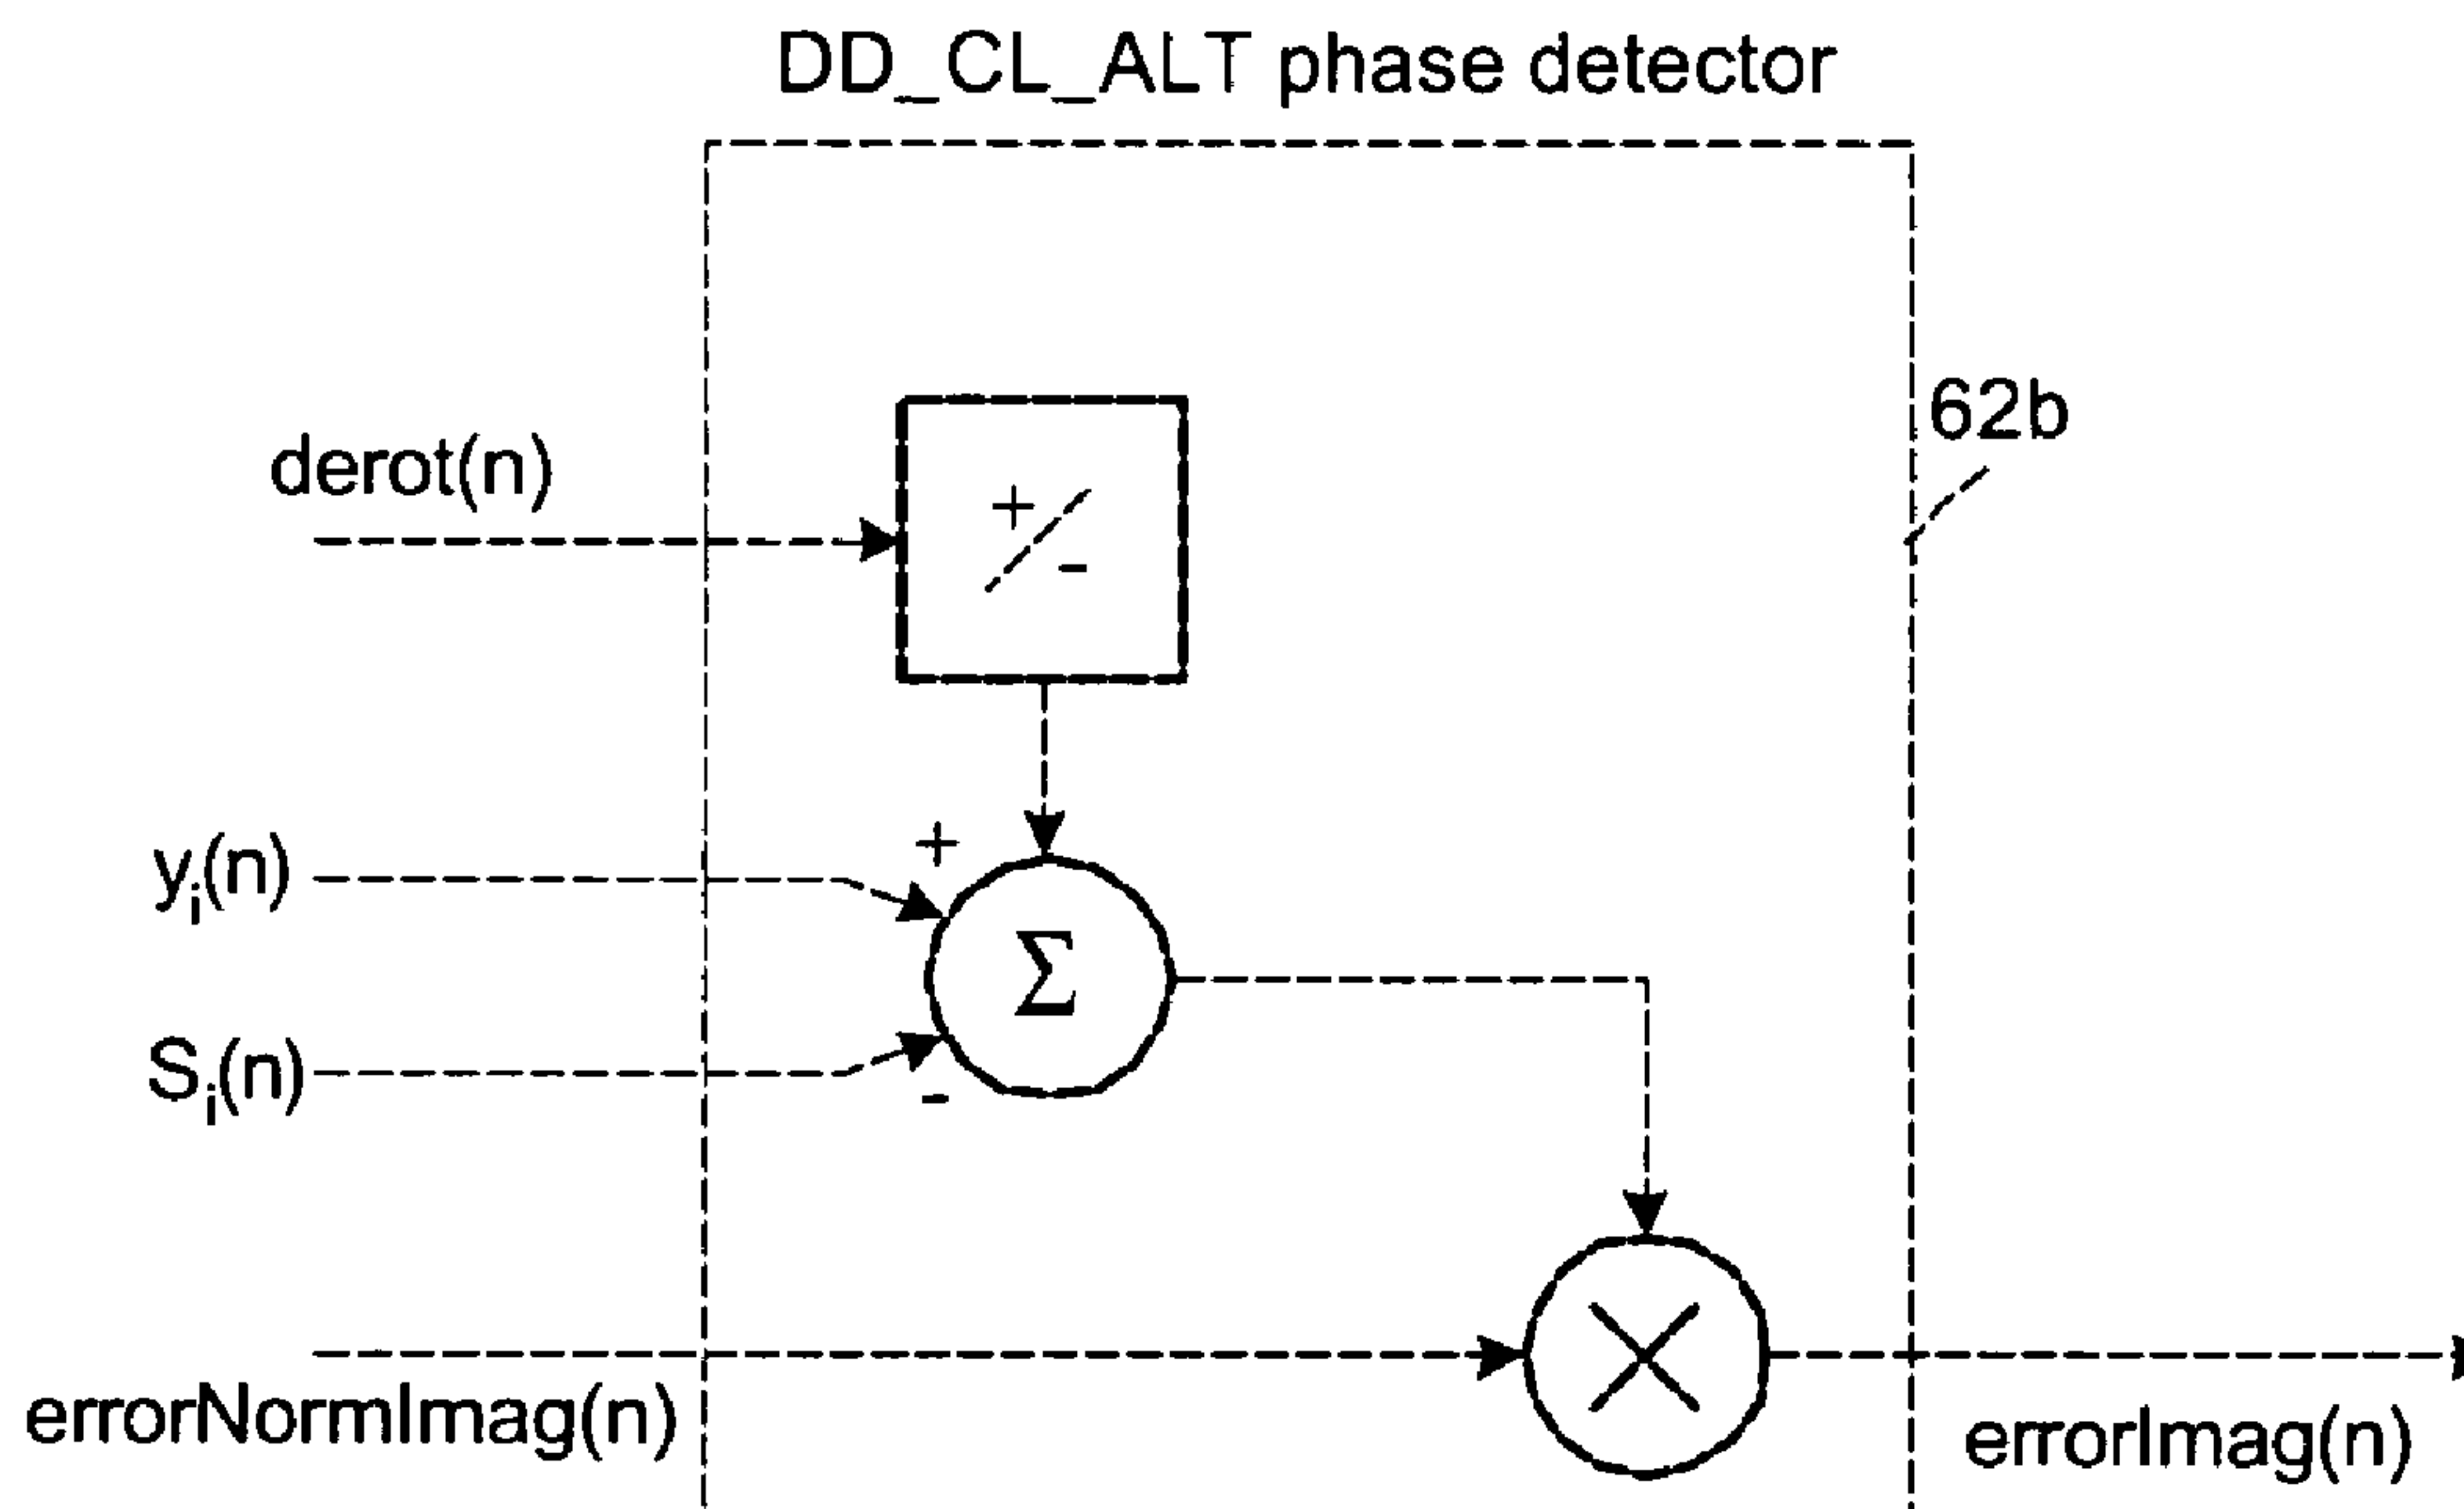 DD_CL_ALT phase detector
62b
derot(n)
+
-
yi(n)
+
Σ
Si(n)
-
errorNormImag(n)
errorImag(n)